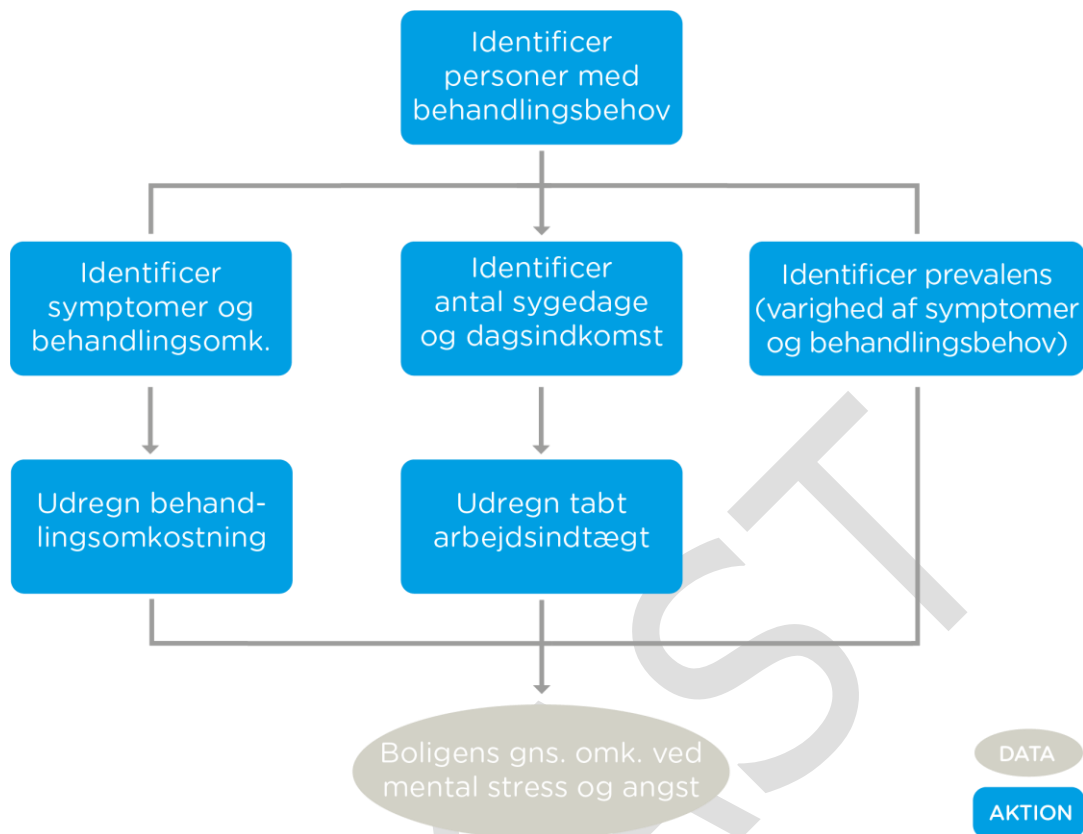 Identificer
personer med
behandlingsbehov
Identificer
symptomer og
behandlingsomk.
Identificer
antal sygedage
og dagsindkomst
Identificer prevalens
(varighed af symptomer
og behandlingsbehov)
Udregn behand-
lingsomkostning
Udregn tabt
arbejdsindtægt
Boligens gns. omk. ved
mental stress og angst
DATA
AKTION